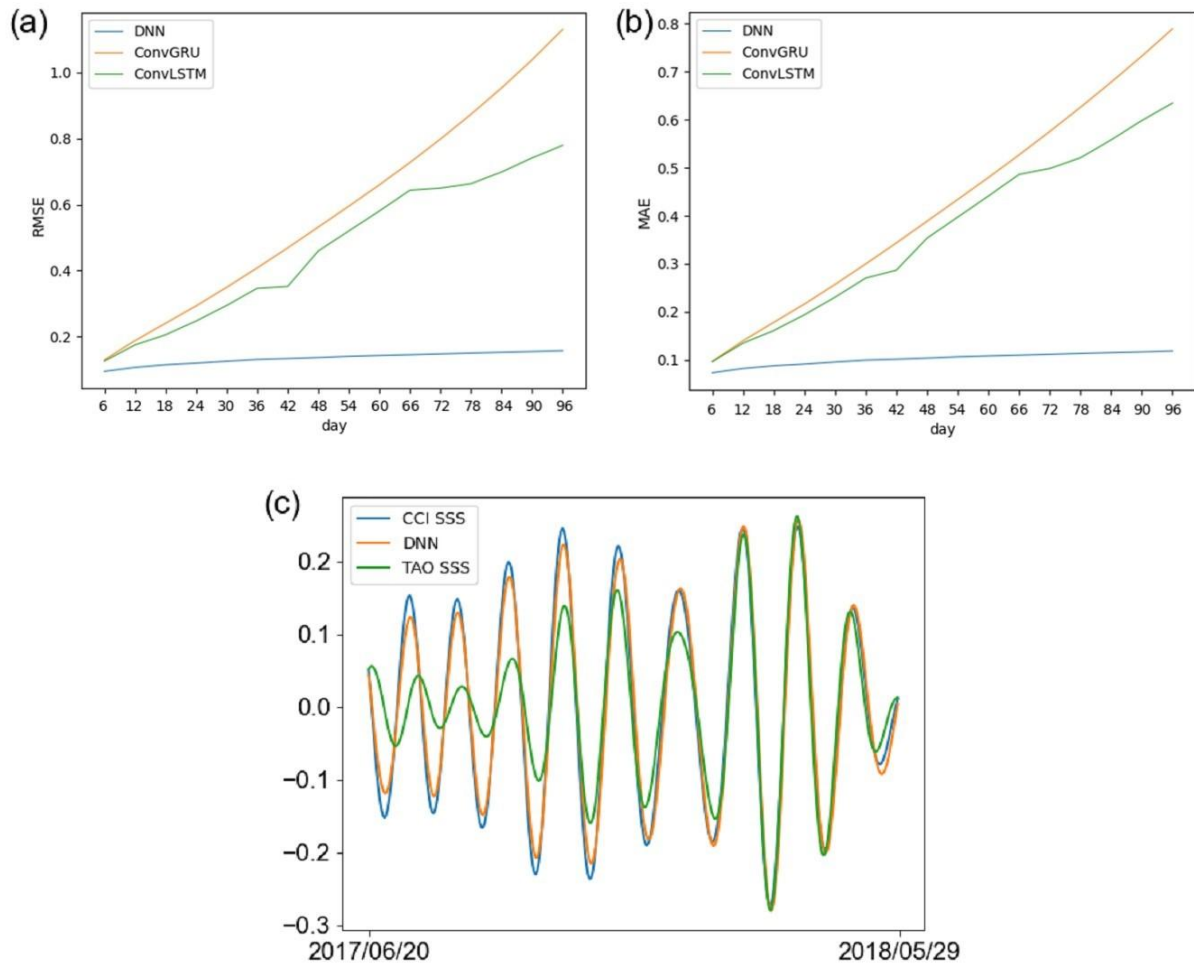 (a)
DNN
ConvGRU
ConvLSTM
RMSE
1.0
0.8
0.6
0.4
0.2
6 12 18 24 30 36 42 48 54 60 66 72 78 84 90 96
day
(b)
DNN
ConvGRU
ConvLSTM
MAE
0.8
0.7
0.6
0.5
0.4
0.3
0.2
0.1
6 12 18 24 30 36 42 48 54 60 66 72 78 84 90 96
day
(c)
CCI SSS
DNN
TAO SSS
0.2
0.1
0.0
−0.1
−0.2
−0.3
2017/06/20 2018/05/29